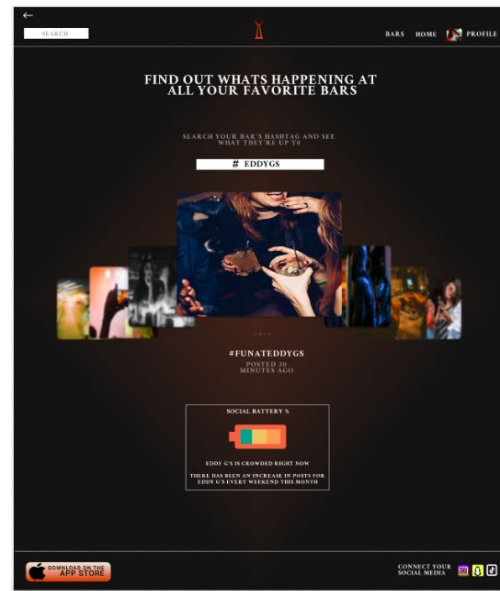 SEARCH
BARS HOME PROFILE
FIND OUT WHATS HAPPENING AT
ALL YOUR FAVORITE BARS
SEARCH YOUR BAR'S HASHTAG AND SEE
WHAT THEY'RE UP TO
# EDDYGS
#FUNATEDDYGS
POSTED 30
MINUTES AGO
SOCIAL BATTERY %
EDDY G'S IS CROWDED RIGHT NOW
THERE HAS BEEN AN INCREASE IN POSTS FOR
EDDY G'S EVERY WEEKEND THIS MONTH
DOWNLOAD ON THE
APP STORE
CONNECT YOUR
SOCIAL MEDIA